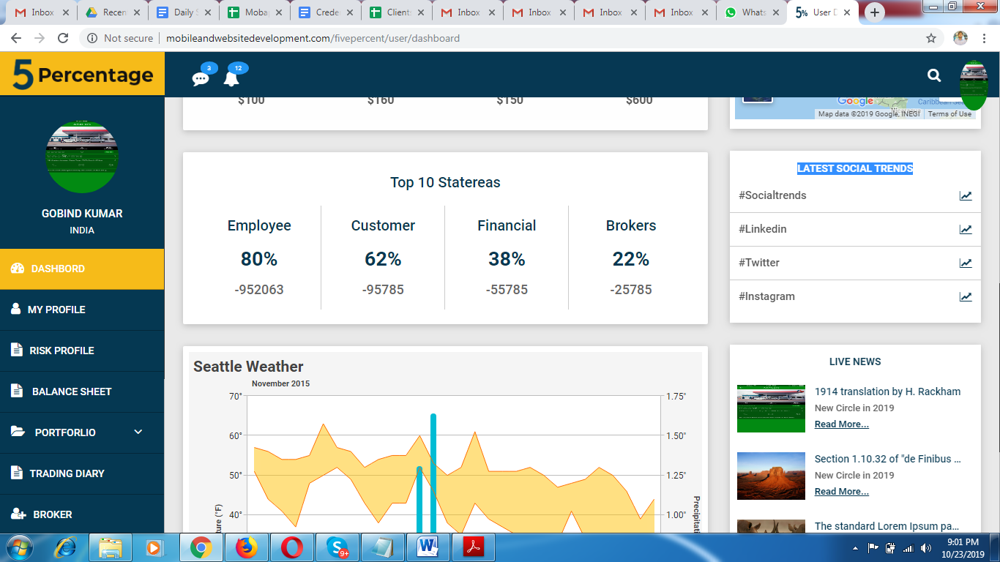 Inbox
Recen
Daily S
Moba
Crede
Client
Inbox
Inbox
Inbox
Inbox
Whats
5% User D
Not secure mobileandwebsitedevelopment.com/fivepercent/user/dashboard
5 Percentage
3
12
GOBIND KUMAR
INDIA
DASHBORD
MY PROFILE
RISK PROFILE
BALANCE SHEET
PORTFORLIO
TRADING DIARY
BROKER
$100 $160 $150 $600
Top 10 Statereas
Employee Customer Financial Brokers
80% 62% 38% 22%
-952063 -95785 -55785 -25785
Seattle Weather
November 2015
70° 1.75"
60° 1.50"
50° 1.25"
40° 1.00"
ture (°F)
Precipitati
Google
Caribbean Sea
Map data ©2019 Google, INEGI Terms of Use
LATEST SOCIAL TRENDS
#Socialtrends
#Linkedin
#Twitter
#Instagram
LIVE NEWS
1914 translation by H. Rackham
New Circle in 2019
Read More...
Section 1.10.32 of "de Finibus ...
New Circle in 2019
Read More...
The standard Lorem Ipsum pa...
9+
9:01 PM
10/23/2019